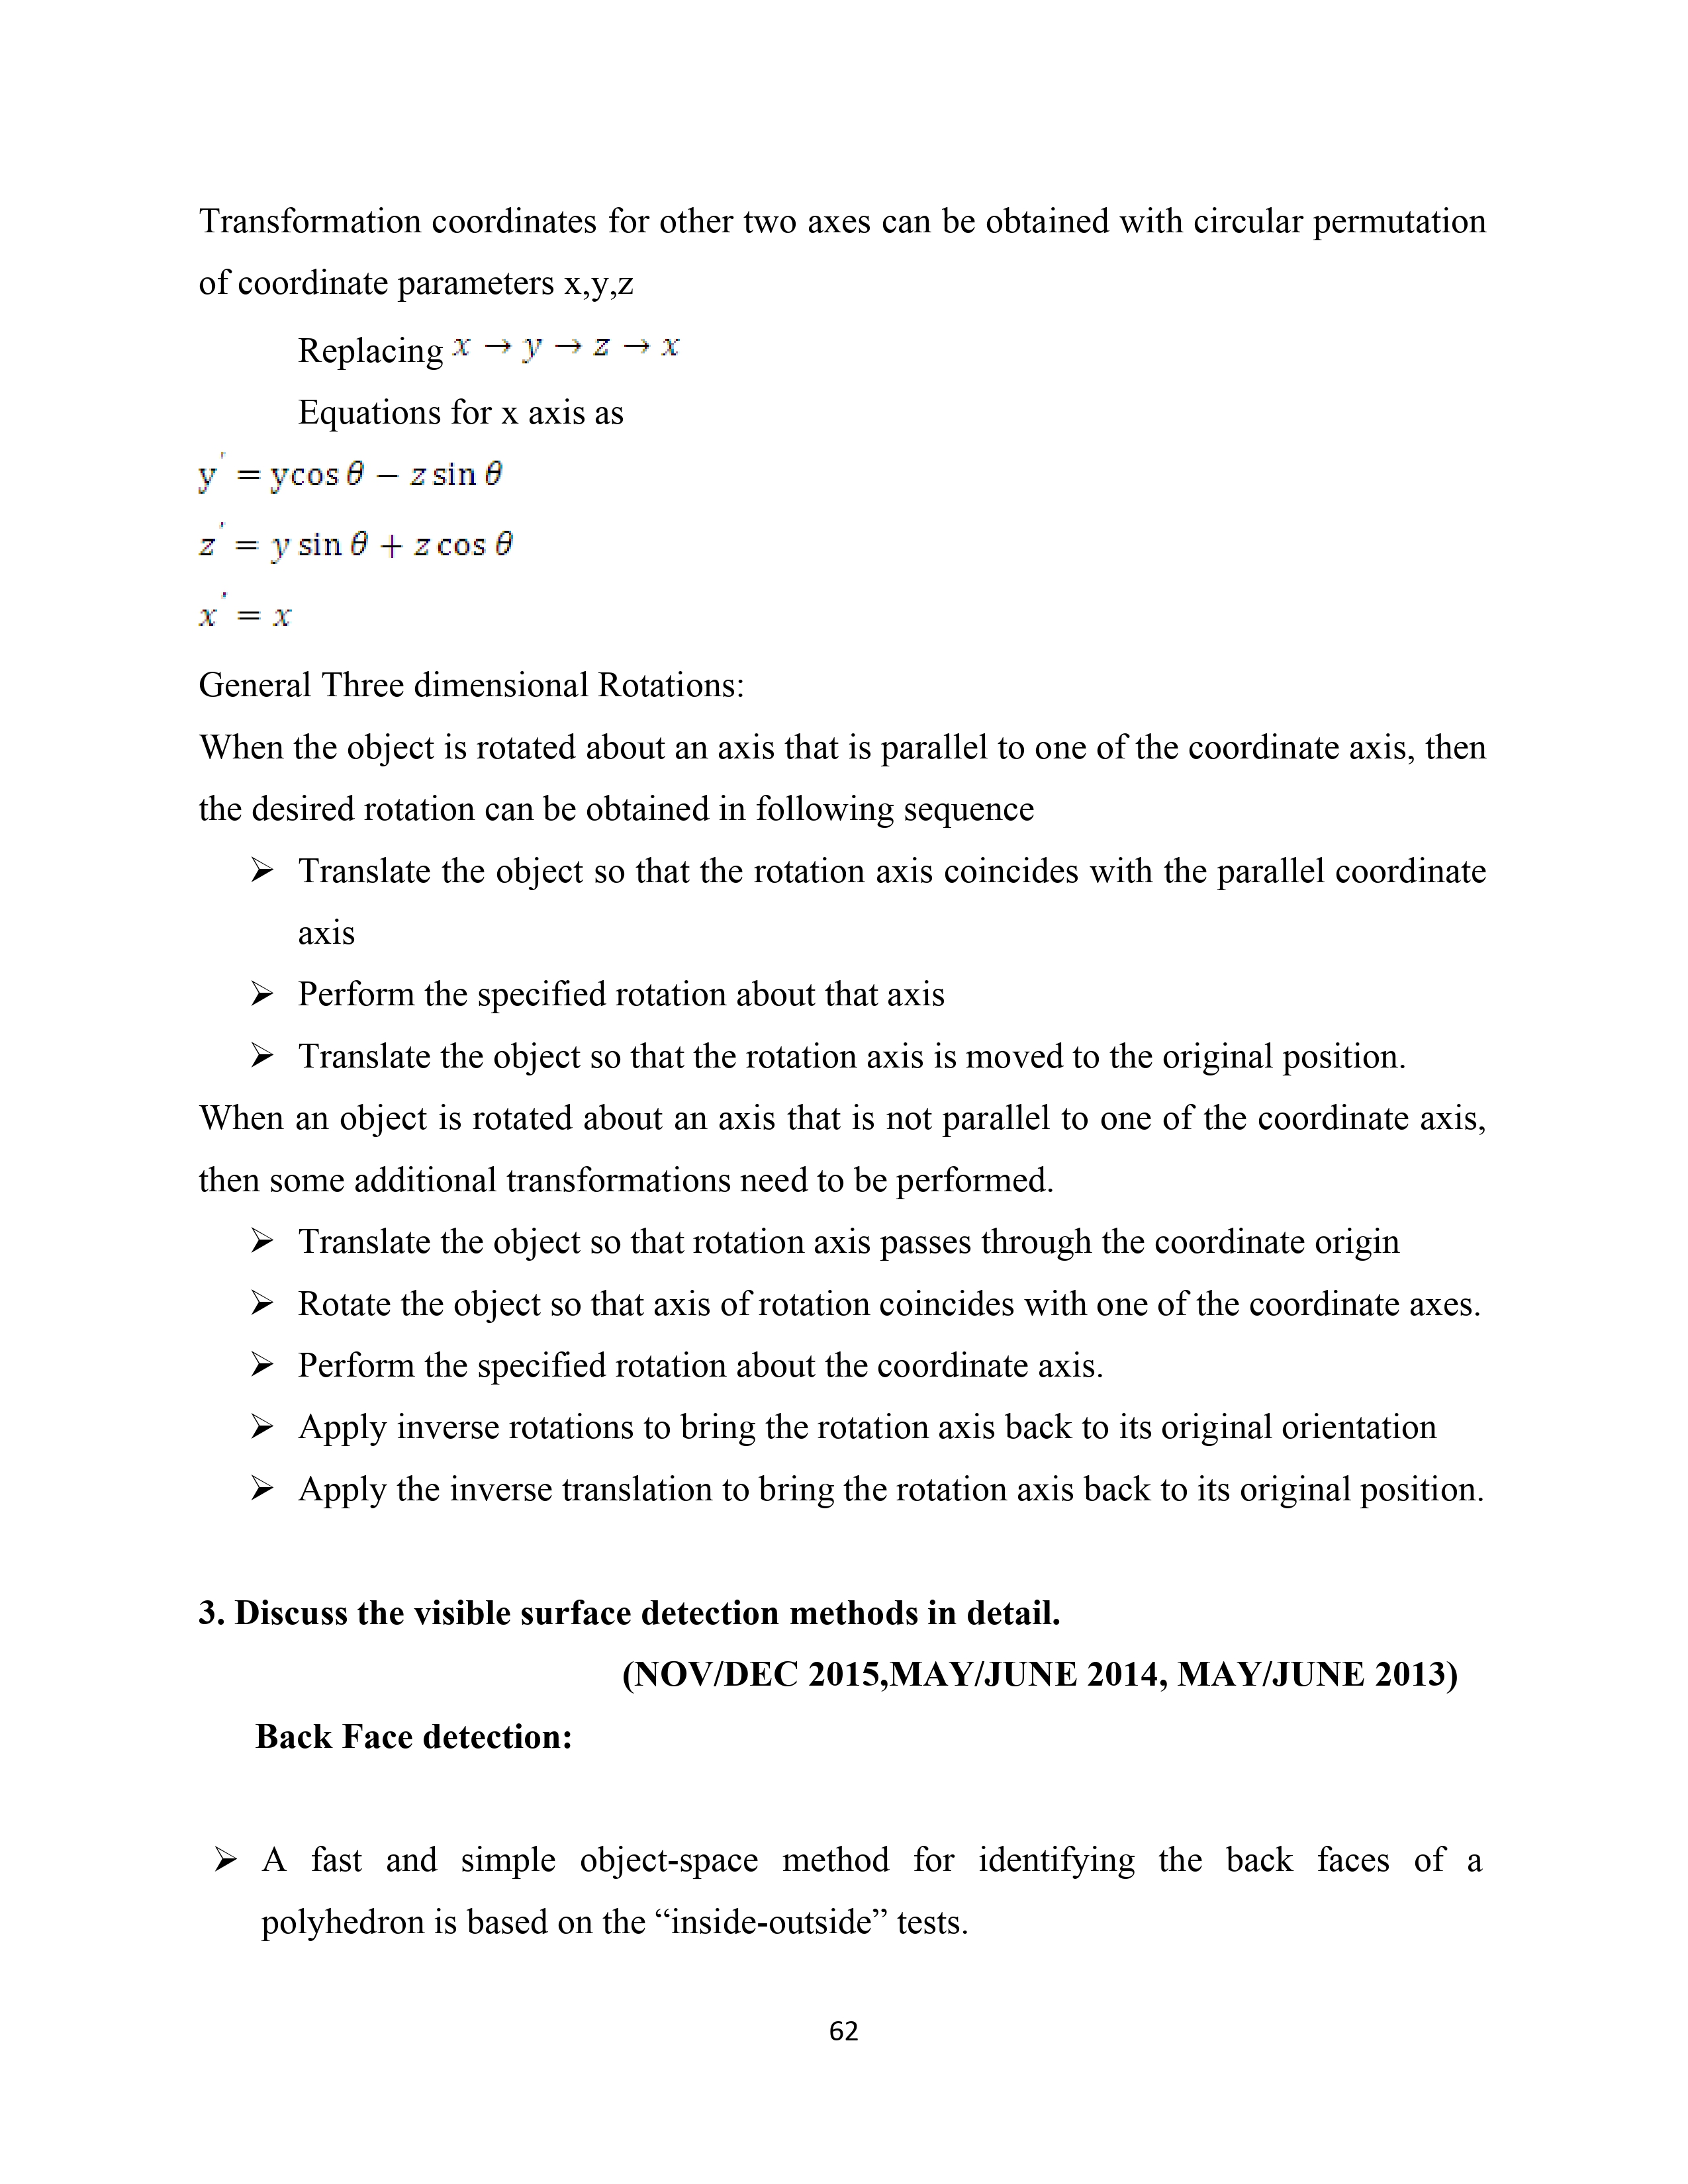 Transformation coordinates for other two axes can be obtained with circular permutation
of coordinate parameters x,y,z
Replacing x → y → z → x
Equations for x axis as
y' = ycos θ − z sin θ
z' = y sin θ + z cos θ
x' = x
General Three dimensional Rotations:
When the object is rotated about an axis that is parallel to one of the coordinate axis, then
the desired rotation can be obtained in following sequence
➢ Translate the object so that the rotation axis coincides with the parallel coordinate
axis
➢ Perform the specified rotation about that axis
➢ Translate the object so that the rotation axis is moved to the original position.
When an object is rotated about an axis that is not parallel to one of the coordinate axis,
then some additional transformations need to be performed.
➢ Translate the object so that rotation axis passes through the coordinate origin
➢ Rotate the object so that axis of rotation coincides with one of the coordinate axes.
➢ Perform the specified rotation about the coordinate axis.
➢ Apply inverse rotations to bring the rotation axis back to its original orientation
➢ Apply the inverse translation to bring the rotation axis back to its original position.
3. Discuss the visible surface detection methods in detail.
(NOV/DEC 2015,MAY/JUNE 2014, MAY/JUNE 2013)
Back Face detection:
➢ A fast and simple object-space method for identifying the back faces of a
polyhedron is based on the “inside-outside” tests.
62